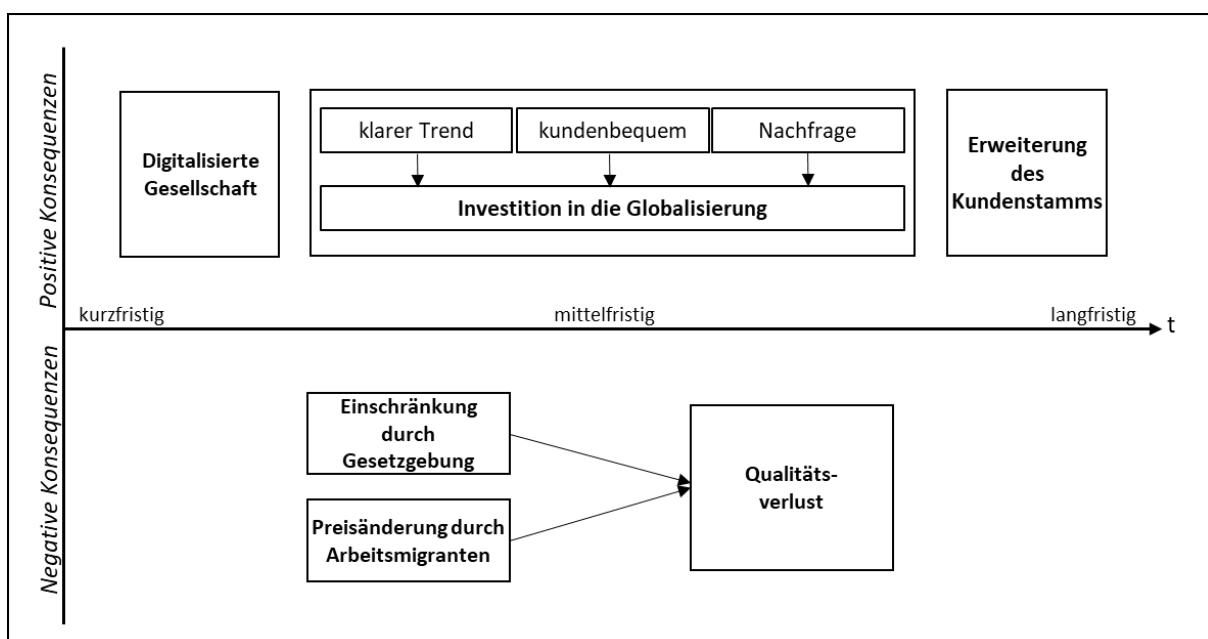 Positive Konsequenzen
Digitalisierte
Gesellschaft
klarer Trend
kundenbequem
Nachfrage
Investition in die Globalisierung
Erweiterung
des
Kundenstamms
kurzfristig
mittelfristig
langfristig
t
Negative Konsequenzen
Einschränkung
durch
Gesetzgebung
Preisänderung durch
Arbeitsmigranten
Qualitäts-
verlust